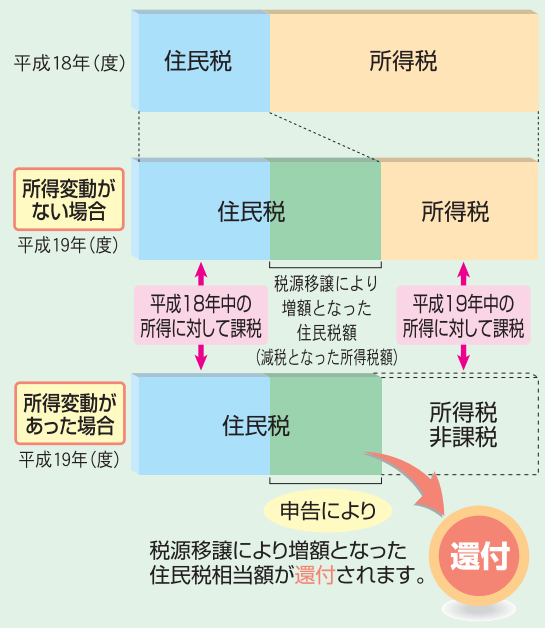 平成18年（度）
住民税
所得税
所得変動が
ない場合
平成19年（度）
住民税
所得税
平成18年中の
所得に対して課税
税源移譲により
増額となった
住民税額
（減税となった所得税額）
平成19年中の
所得に対して課税
所得変動が
あった場合
平成19年（度）
住民税
所得税
非課税
申告により
税源移譲により増額となった
住民税相当額が還付されます。
還付